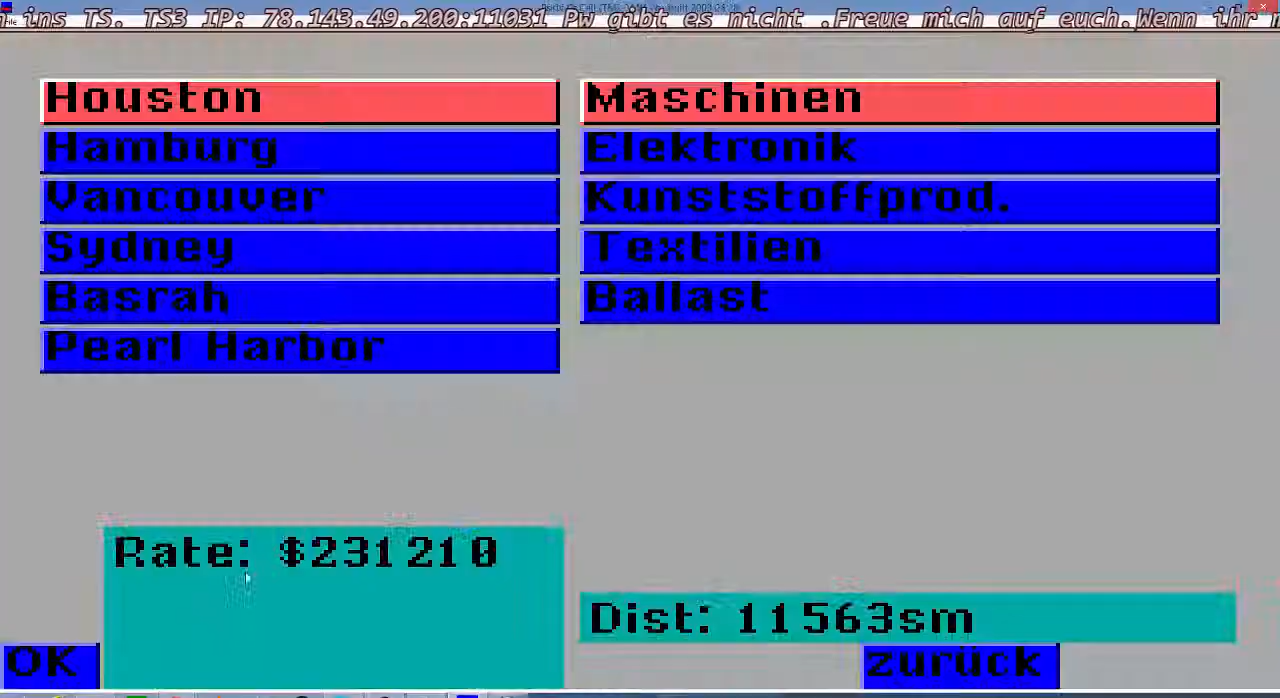 ins TS. TS3 IP: 78.143.49.200:11031 Pw gibt es nicht .Freue mich auf euch.Wenn ihr
Houston
Maschinen
Hamburg
Elektronik
Vancouver
Kunststoffprod.
Sydney
Textilien
Basrah
Ballast
Pearl Harbor
Rate: $231210
Dist: 11563sm
OK
zurück